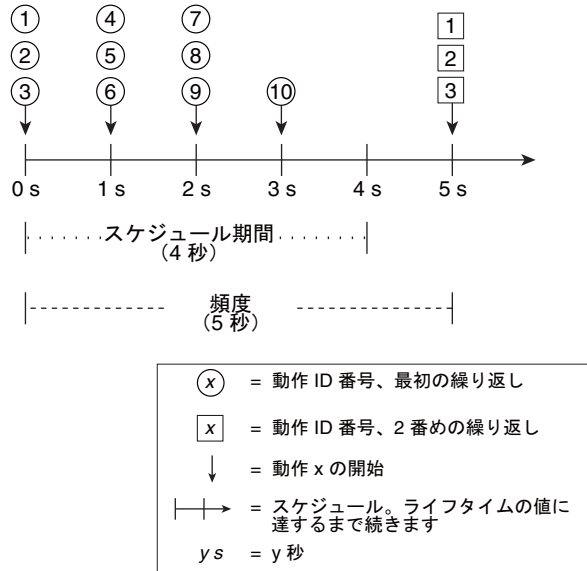 1 4 7 1
2 5 8 2
3 6 9 10 3
0 s 1 s 2 s 3 s 4 s 5 s
スケジュール期間
（4 秒）
頻度
（5 秒）
x = 動作 ID 番号、最初の繰り返し
x = 動作 ID 番号、2 番めの繰り返し
= 動作 x の開始
= スケジュール。ライフタイムの値に
達するまで続きます
y s = y 秒